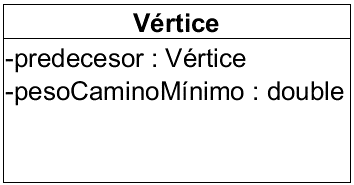 Vértice
-predecesor : Vértice
-pesoCaminoMínimo : double